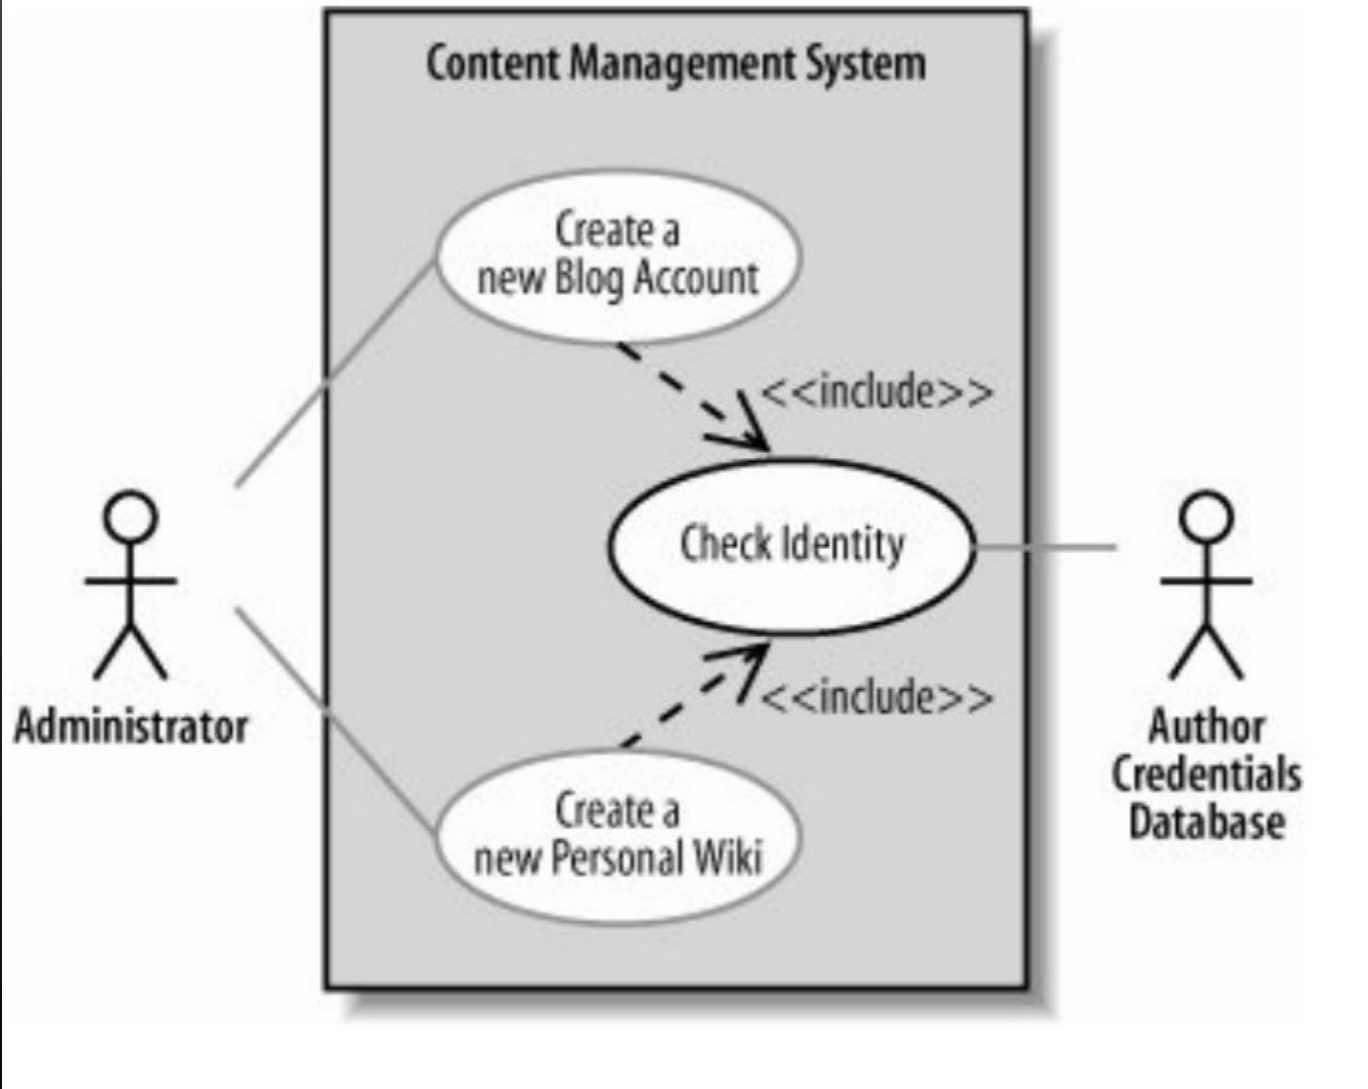 Content Management System
Create a
new Blog Account
<<include>>
Check Identity
<<include>>
Administrator
Author
Credentials
Database
Create a
new Personal Wiki